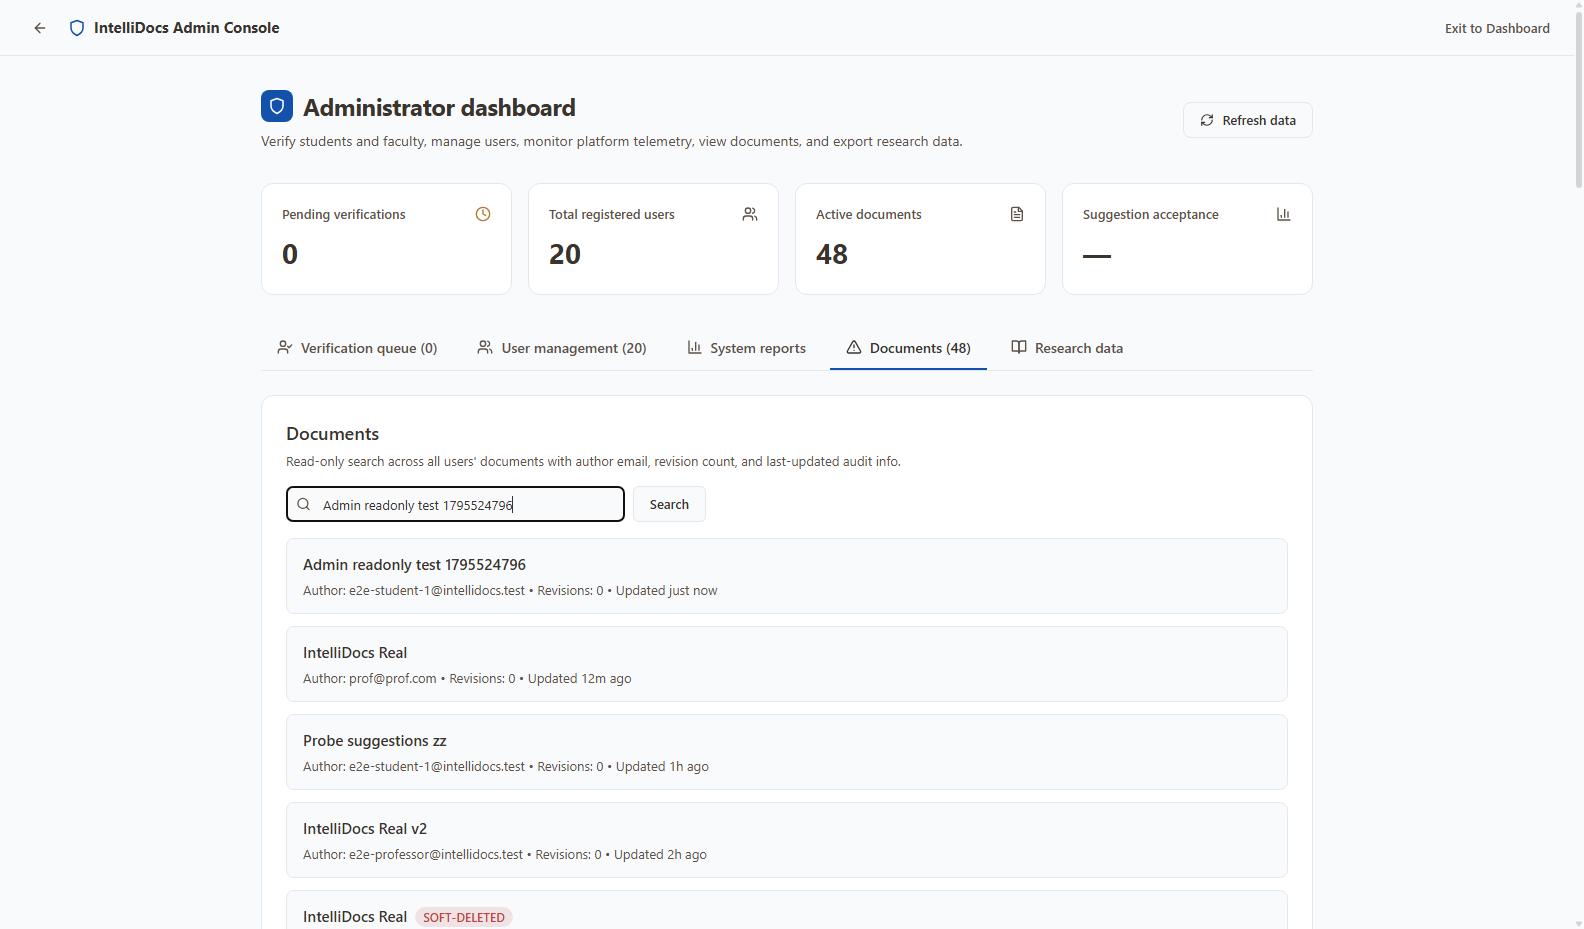 IntelliDocs Admin Console
Exit to Dashboard
Administrator dashboard
Verify students and faculty, manage users, monitor platform telemetry, view documents, and export research data.
Refresh data
Pending verifications
0
Total registered users
20
Active documents
48
Suggestion acceptance
—
Verification queue (0)
User management (20)
System reports
Documents (48)
Research data
Documents
Read-only search across all users' documents with author email, revision count, and last-updated audit info.
Admin readonly test 1795524796
Search
Admin readonly test 1795524796
Author: e2e-student-1@intellidocs.test • Revisions: 0 • Updated just now
IntelliDocs Real
Author: prof@prof.com • Revisions: 0 • Updated 12m ago
Probe suggestions zz
Author: e2e-student-1@intellidocs.test • Revisions: 0 • Updated 1h ago
IntelliDocs Real v2
Author: e2e-professor@intellidocs.test • Revisions: 0 • Updated 2h ago
IntelliDocs Real SOFT-DELETED